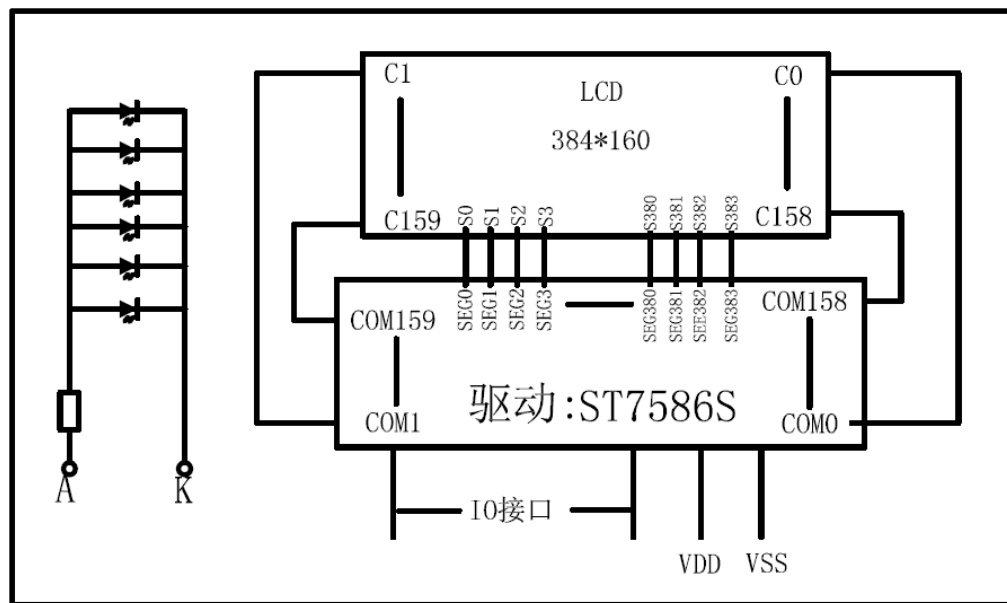 C1
C0
LCD
384*160
C159
S0
S1
S2
S3
S380
S381
S382
S383
C158
COM159
SEG0
SEG1
SEG2
SEG3
SEG380
SEG381
SEE382
SEG383
COM158
驱动:ST7586S
COM1
COM0
A
K
IO接口
VDD
VSS